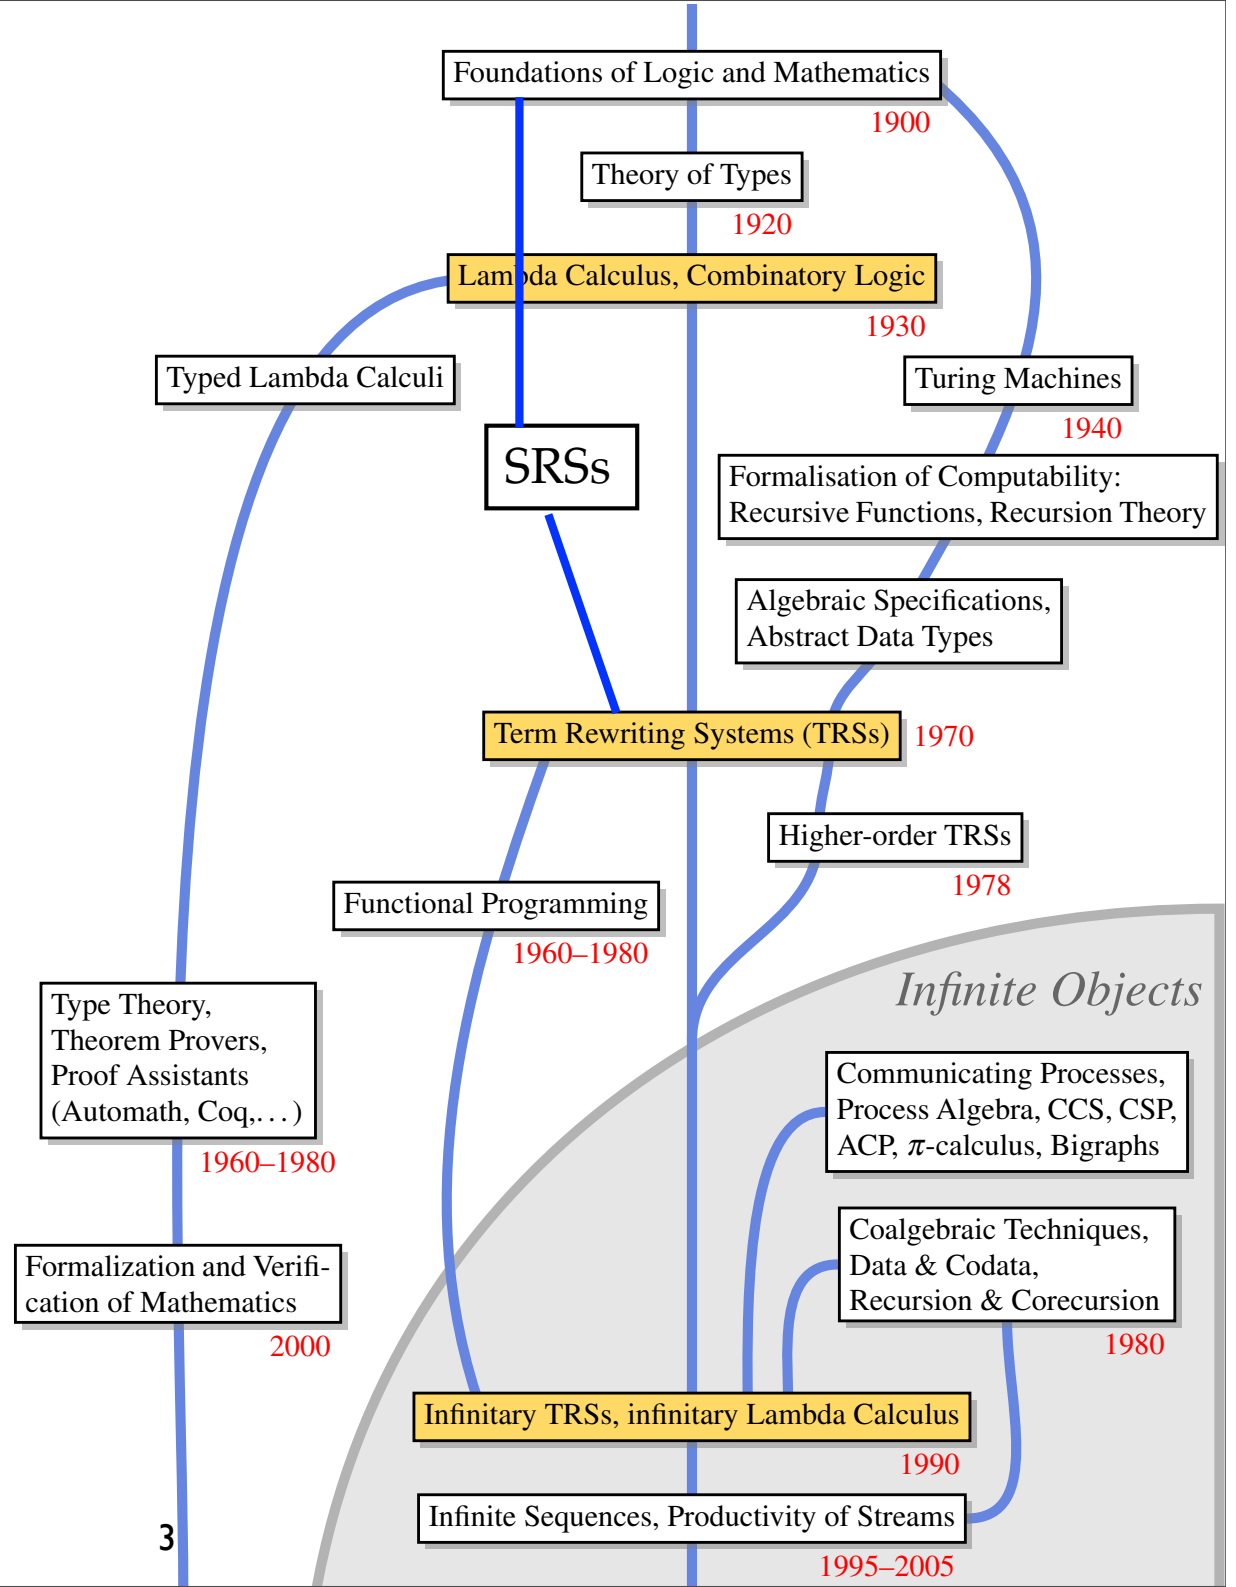 Foundations of Logic and Mathematics
1900
Theory of Types
1920
Lambda Calculus, Combinatory Logic
1930
Typed Lambda Calculi
Turing Machines
1940
SRSs
Formalisation of Computability:
Recursive Functions, Recursion Theory
Algebraic Specifications,
Abstract Data Types
Term Rewriting Systems (TRSs)
1970
Higher-order TRSs
1978
Functional Programming
1960–1980
Infinite Objects
Type Theory,
Theorem Provers,
Proof Assistants
(Automath, Coq,...)
1960–1980
Communicating Processes,
Process Algebra, CCS, CSP,
ACP, π-calculus, Bigraphs
Coalgebraic Techniques,
Data & Codata,
Recursion & Corecursion
1980
Formalization and Verifi-
cation of Mathematics
2000
Infinitary TRSs, infinitary Lambda Calculus
1990
Infinite Sequences, Productivity of Streams
1995–2005
3